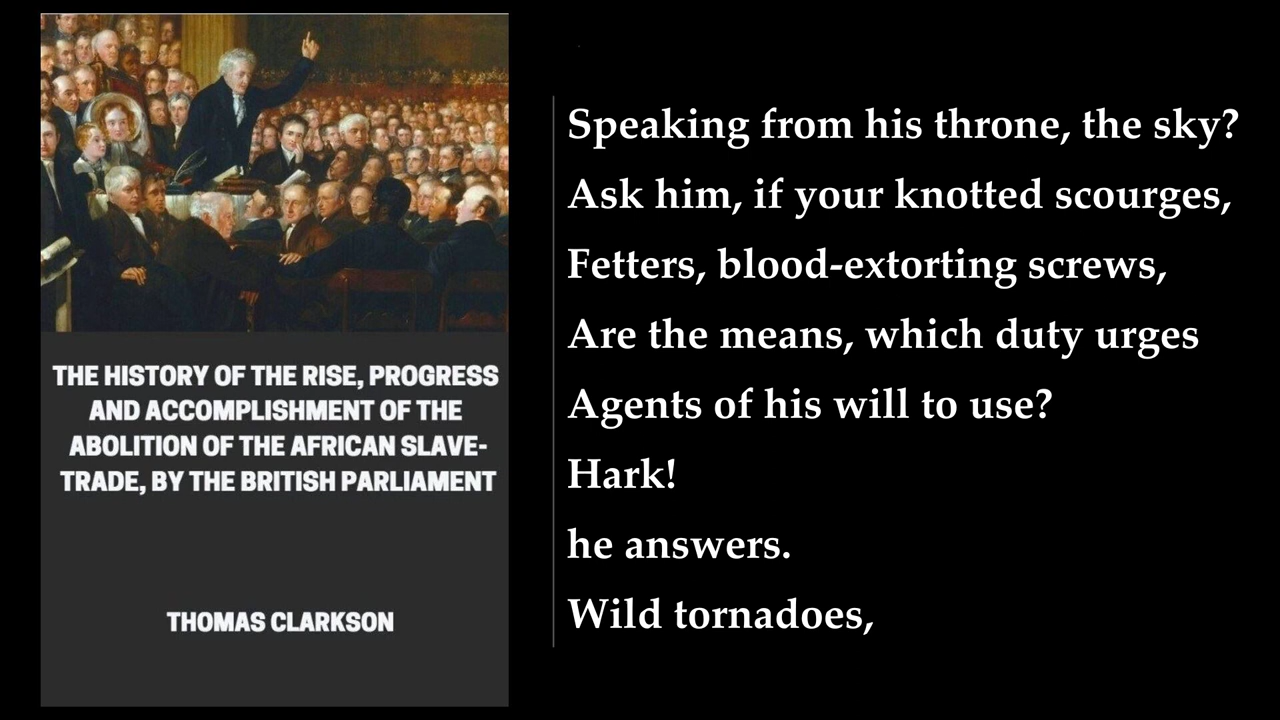 THE HISTORY OF THE RISE, PROGRESS
AND ACCOMPLISHMENT OF THE
ABOLITION OF THE AFRICAN SLAVE-
TRADE, BY THE BRITISH PARLIAMENT
THOMAS CLARKSON
Speaking from his throne, the sky?
Ask him, if your knotted scourges,
Fetters, blood-extorting screws,
Are the means, which duty urges
Agents of his will to use?
Hark!
he answers.
Wild tornadoes,